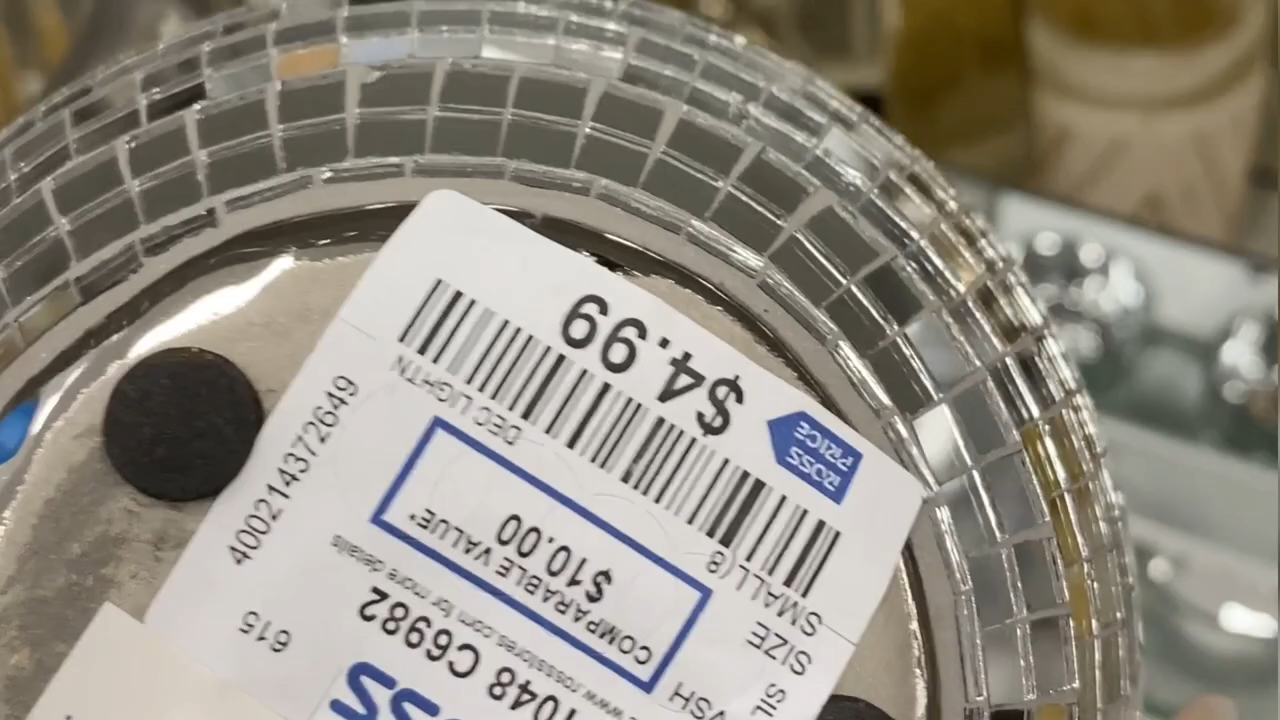 ROSS
1048 C6982
615
www.rossstores.com for more details
COMPARABLE VALUE*
$10.00
400214372649
SIZE
SMALL(8
DEC LIGHTN
$4.99
ROSS
PRICE